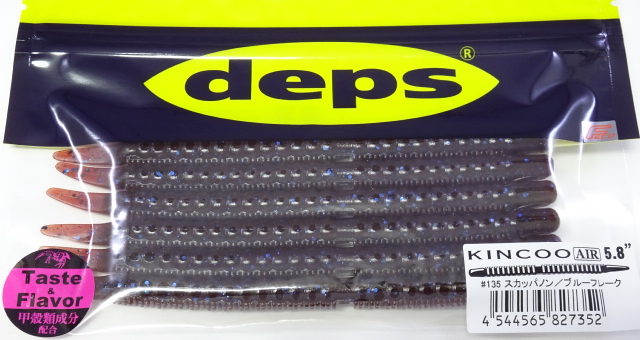 deps®
KINCOO AIR 5.8"
#135 スカッパノン/ブルーフレーク
4 544565 827352
Taste
&
Flavor
甲殻類成分
配合